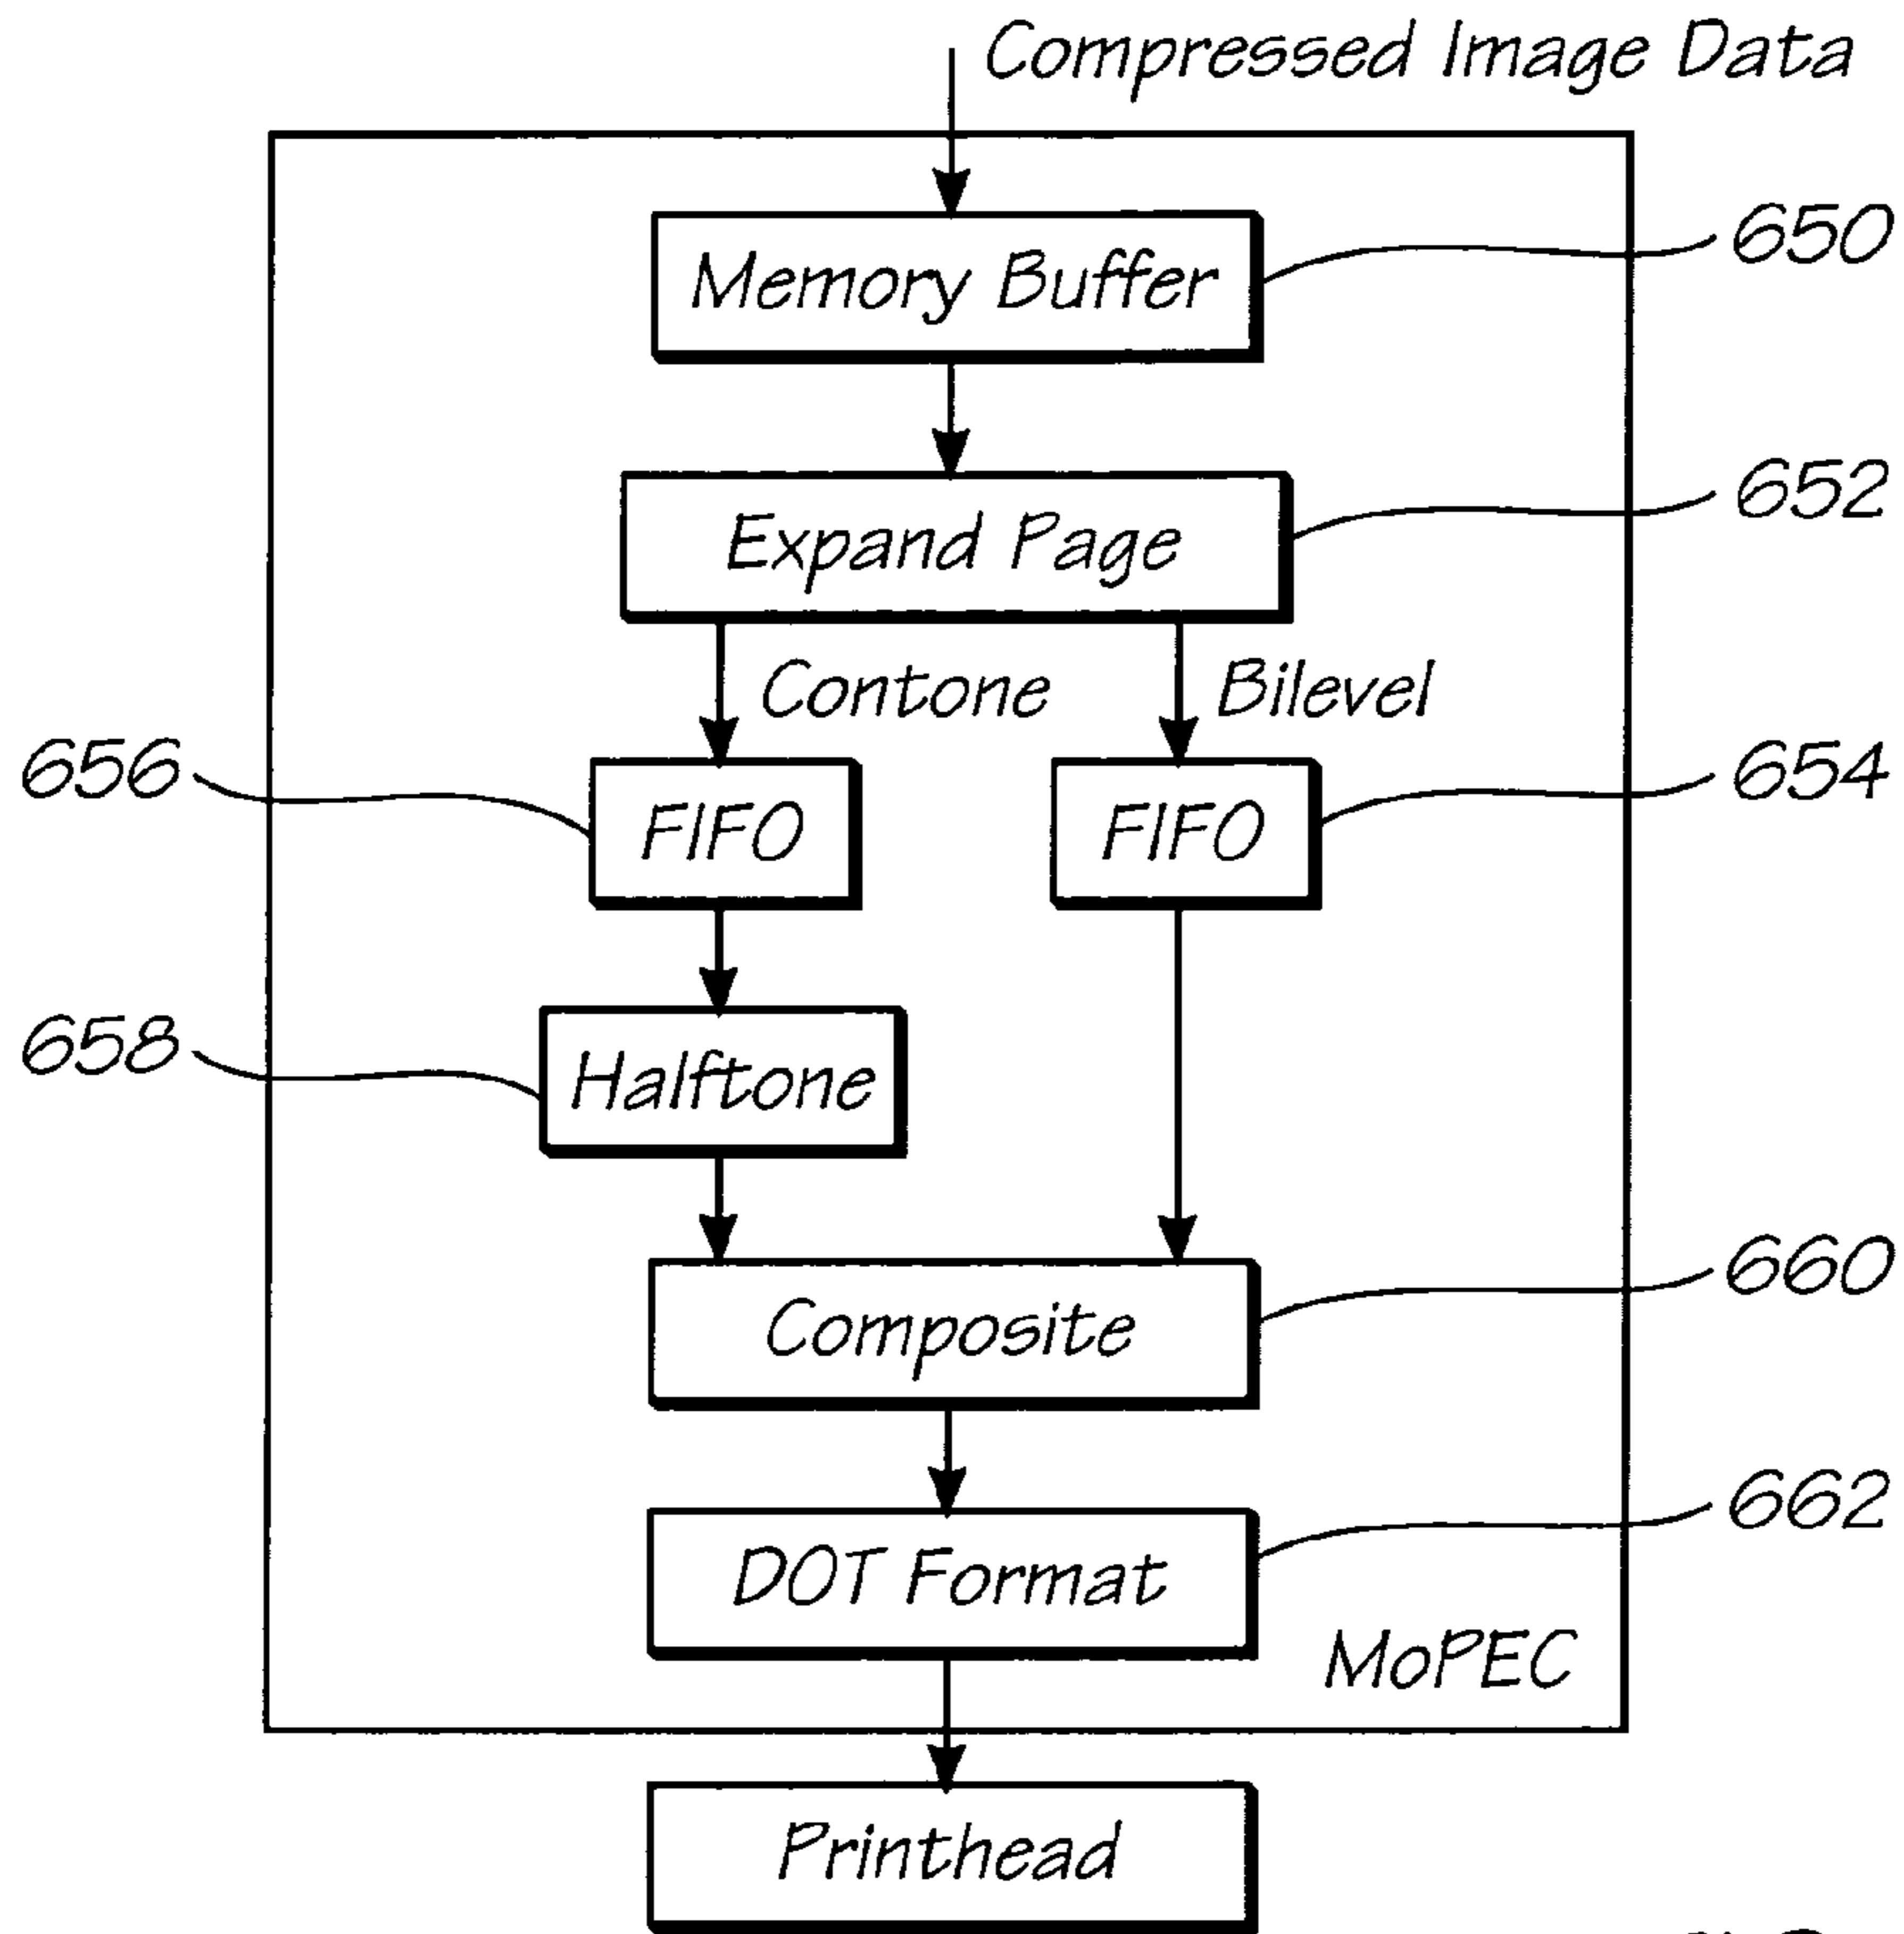 Compressed Image Data
Memory Buffer
650
Expand Page
652
Contone
Bilevel
656
FIFO
FIFO
654
658
Halftone
Composite
660
DOT Format
662
MoPEC
Printhead